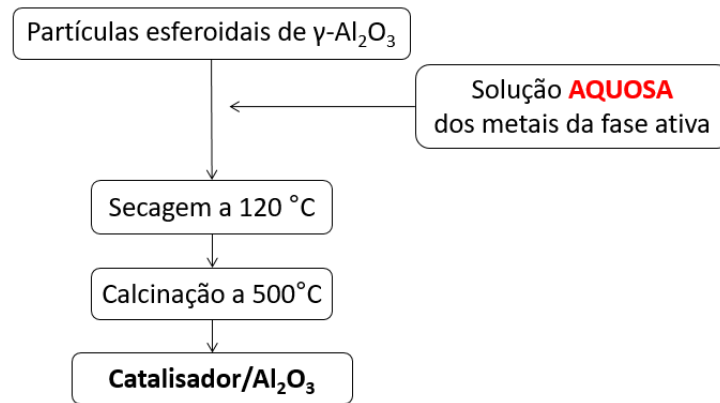 Partículas esferoidais de γ-Al₂O₃
Solução AQUOSA
dos metais da fase ativa
Secagem a 120 °C
Calcinação a 500°C
Catalisador/Al₂O₃